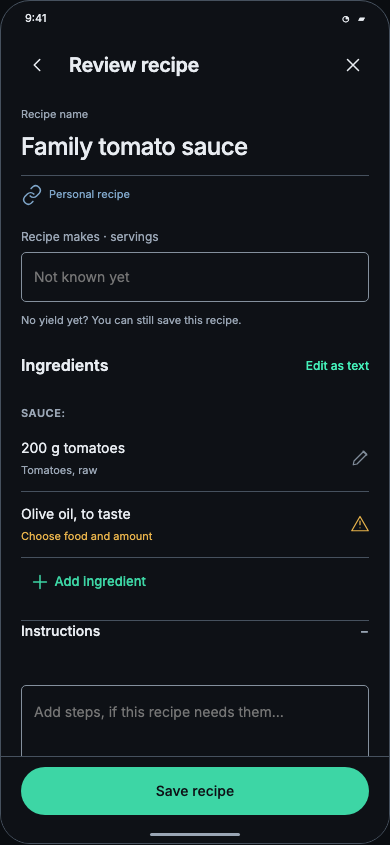 9:41
Review recipe
Recipe name
Family tomato sauce
Personal recipe
Recipe makes · servings
Not known yet
No yield yet? You can still save this recipe.
Ingredients
Edit as text
SAUCE:
200 g tomatoes
Tomatoes, raw
Olive oil, to taste
Choose food and amount
Add ingredient
Instructions
Add steps, if this recipe needs them...
Save recipe